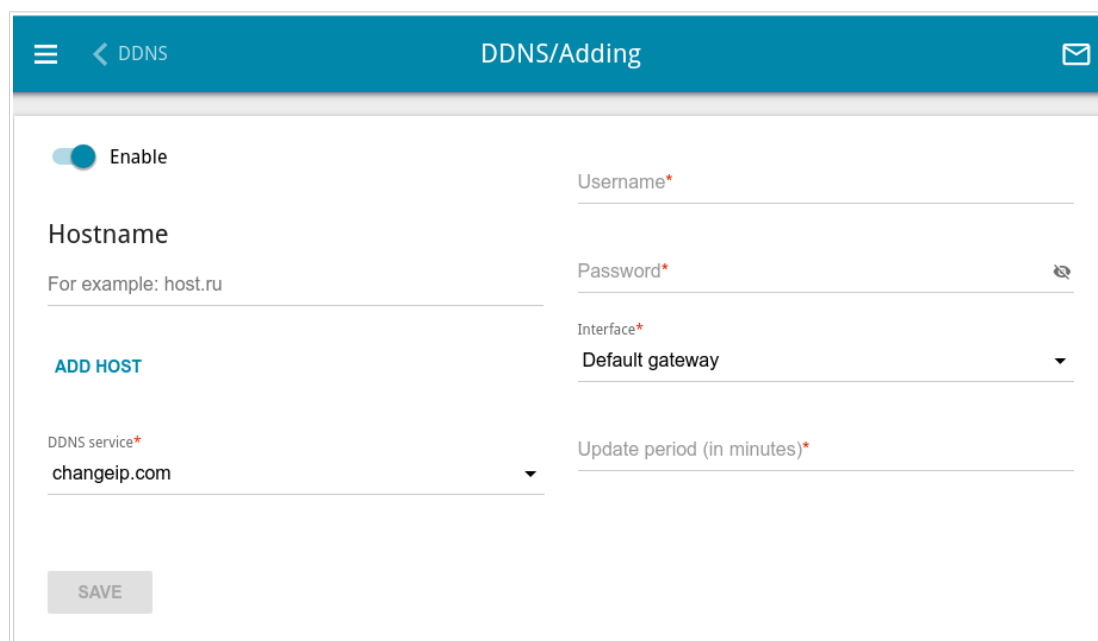 DDNS
DDNS/Adding
Enable
Hostname
For example: host.ru
ADD HOST
DDNS service*
changeip.com
SAVE
Username*
Password*
Interface*
Default gateway
Update period (in minutes)*